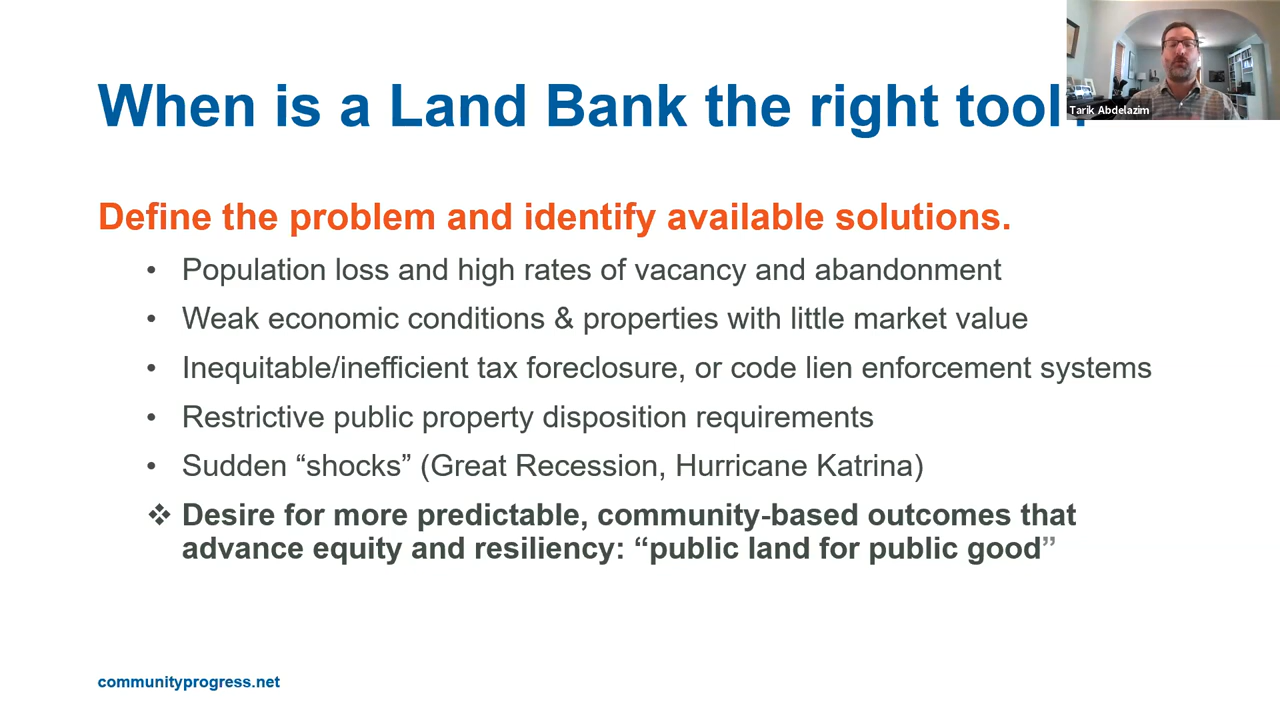 When is a Land Bank the right tool?
Tarik Abdelazim
Define the problem and identify available solutions.
• Population loss and high rates of vacancy and abandonment
• Weak economic conditions & properties with little market value
• Inequitable/inefficient tax foreclosure, or code lien enforcement systems
• Restrictive public property disposition requirements
• Sudden “shocks” (Great Recession, Hurricane Katrina)
❖ Desire for more predictable, community-based outcomes that
advance equity and resiliency: “public land for public good”
communityprogress.net